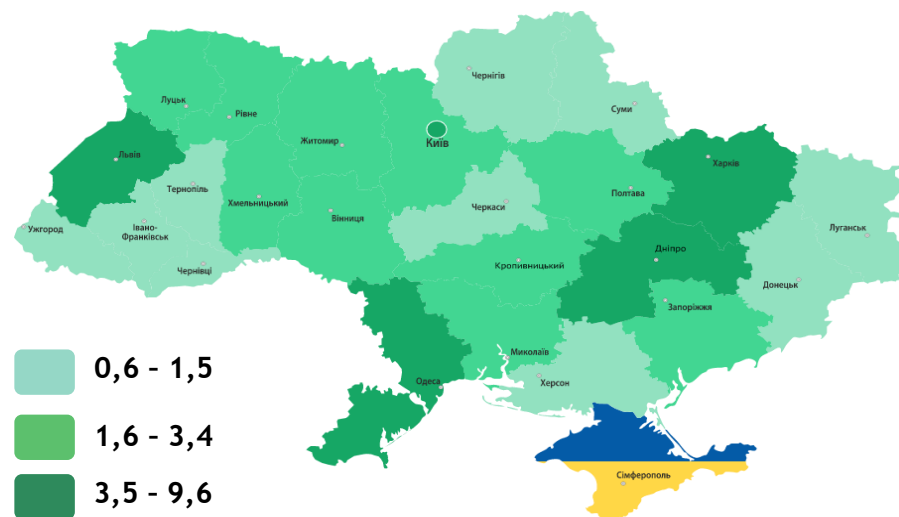 Чернігів
Луцьк
Суми
Рівне
Житомир
Київ
Львів
Харків
Тернопіль
Полтава
Хмельницький
Черкаси
Вінниця
Ужгород
Івано-
Франківськ
Луганськ
Дніпро
Чернівці
Кропивницький
Донецьк
Запоріжжя
Миколаїв
0,6 - 1,5
Херсон
Одеса
1,6 - 3,4
Сімферополь
3,5 - 9,6